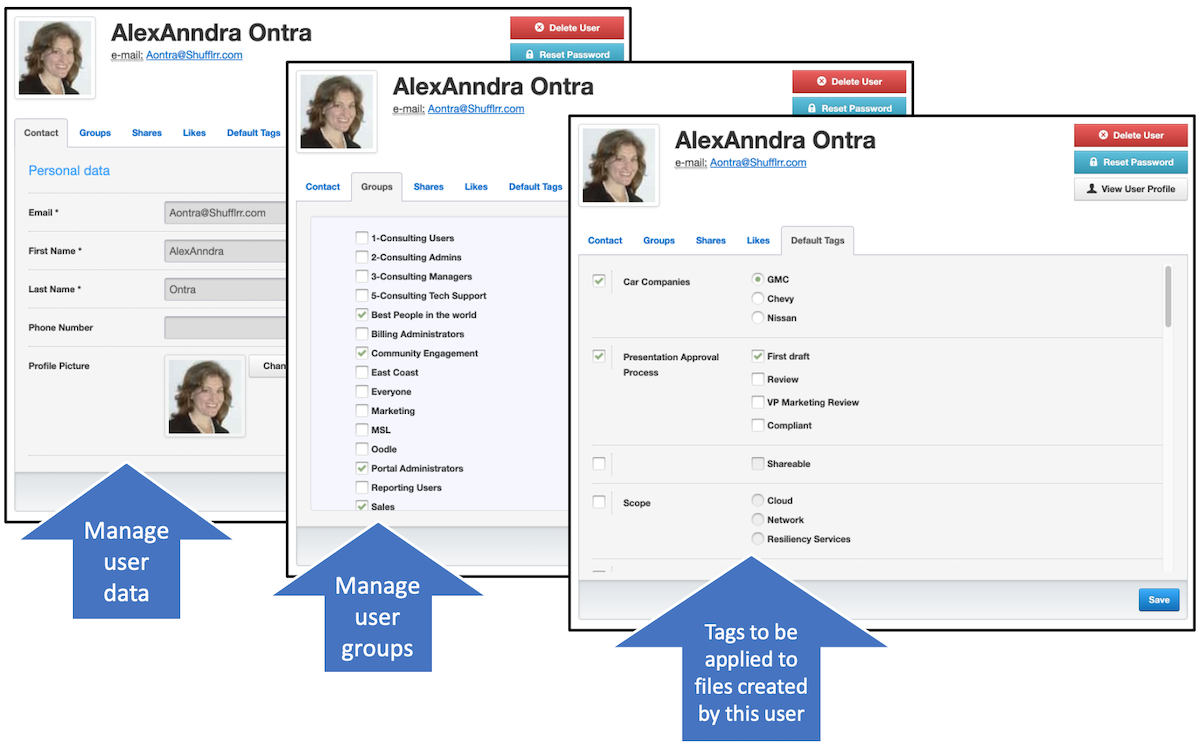 AlexAnndra Ontra
e-mail: Aontra@Shufflrr.com
Delete User
Reset Password
Contact Groups Shares Likes Default Tags
Personal data
Email * Aontra@Shufflrr.com
First Name * AlexAnndra
Last Name * Ontra
Phone Number
Profile Picture Chan
Manage
user
data
AlexAnndra Ontra
e-mail: Aontra@Shufflrr.com
Delete User
Reset Password
Contact Groups Shares Likes Default Tags
1-Consulting Users
2-Consulting Admins
3-Consulting Managers
5-Consulting Tech Support
Best People in the world
Billing Administrators
Community Engagement
East Coast
Everyone
Marketing
MSL
Oodle
Portal Administrators
Reporting Users
Sales
Manage
user
groups
AlexAnndra Ontra
e-mail: Aontra@Shufflrr.com
Delete User
Reset Password
View User Profile
Contact Groups Shares Likes Default Tags
Car Companies GMC
Chevy
Nissan
Presentation Approval First draft
Process
Review
VP Marketing Review
Compliant
Shareable
Scope Cloud
Network
Resiliency Services
Save
Tags to be
applied to
files created
by this user